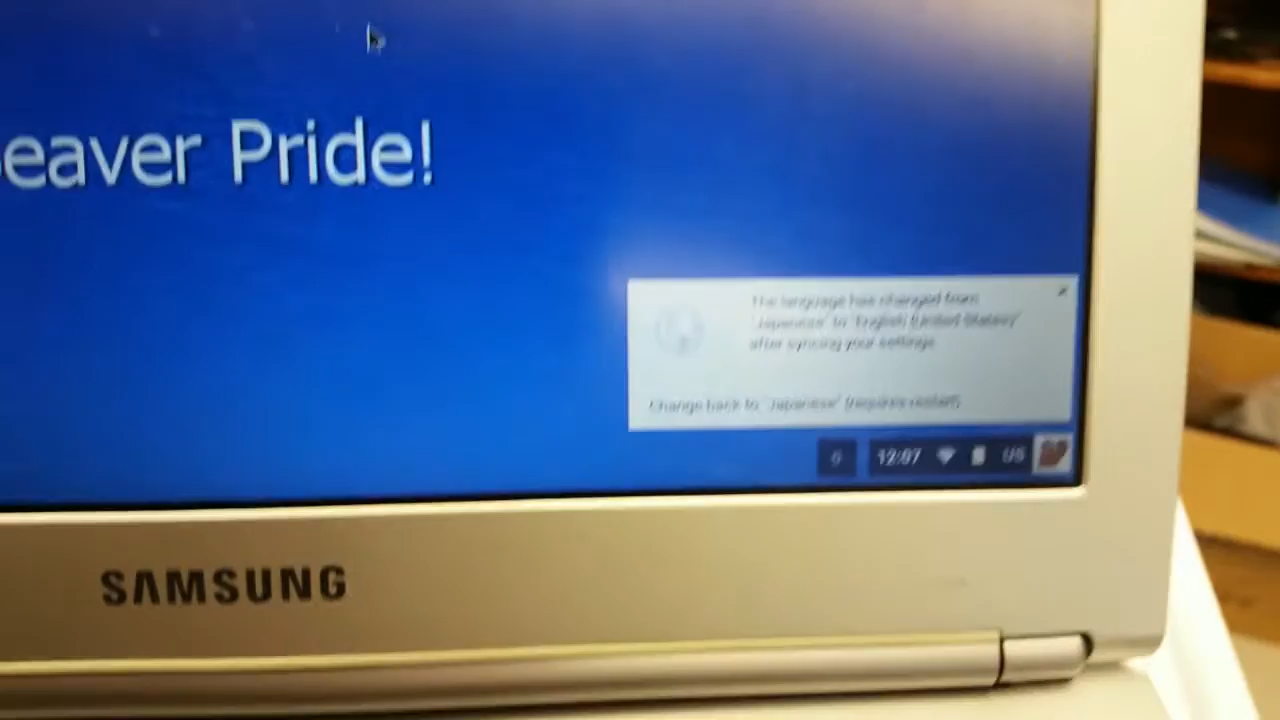 eaver Pride!
The language has changed from
'Japanese' to 'English (United States)'
after syncing your settings.
Change back to 'Japanese' (requires restart)
12:07 US
SAMSUNG